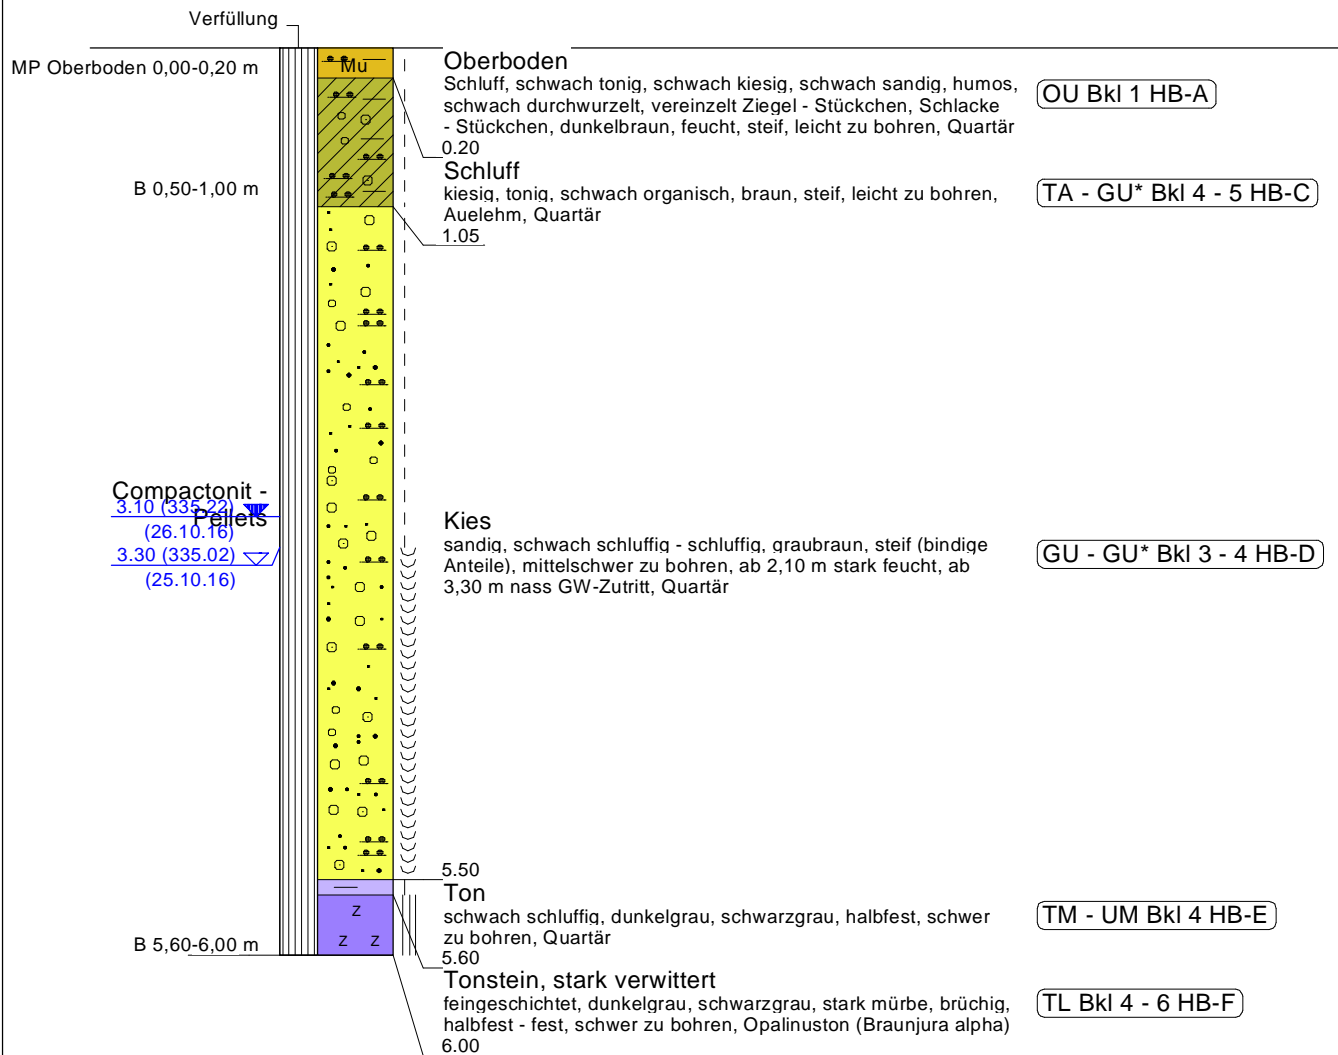 Verfüllung
MP Oberboden 0,00-0,20 m
Mu
Oberboden
Schluff, schwach tonig, schwach kiesig, schwach sandig, humos,
schwach durchwurzelt, vereinzelt Ziegel - Stückchen, Schlacke
- Stückchen, dunkelbraun, feucht, steif, leicht zu bohren, Quartär
0.20
OU Bkl 1 HB-A
B 0,50-1,00 m
Schluff
kiesig, tonig, schwach organisch, braun, steif, leicht zu bohren,
Auelehm, Quartär
1.05
TA - GU* Bkl 4 - 5 HB-C
Compactonit -
Pellets
3.10 (335.22)
(26.10.16)
3.30 (335.02)
(25.10.16)
Kies
sandig, schwach schluffig - schluffig, graubraun, steif (bindige
Anteile), mittelschwer zu bohren, ab 2,10 m stark feucht, ab
3,30 m nass GW-Zutritt, Quartär
5.50
GU - GU* Bkl 3 - 4 HB-D
Ton
schwach schluffig, dunkelgrau, schwarzgrau, halbfest, schwer
zu bohren, Quartär
5.60
TM - UM Bkl 4 HB-E
Z
Z Z
B 5,60-6,00 m
Tonstein, stark verwittert
feingeschichtet, dunkelgrau, schwarzgrau, stark mürbe, brüchig,
halbfest - fest, schwer zu bohren, Opalinuston (Braunjura alpha)
6.00
TL Bkl 4 - 6 HB-F